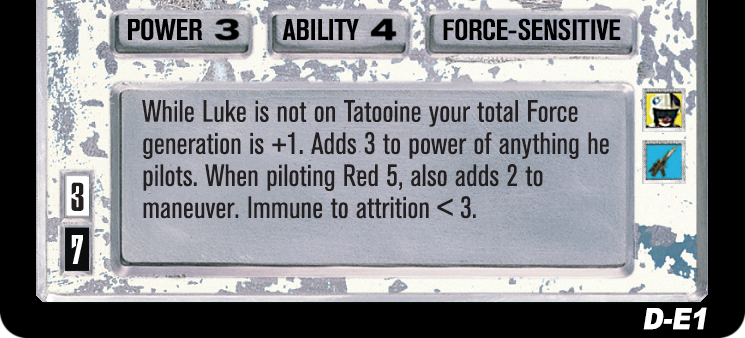 POWER 3 ABILITY 4 FORCE-SENSITIVE
While Luke is not on Tatooine your total Force
generation is +1. Adds 3 to power of anything he
pilots. When piloting Red 5, also adds 2 to
maneuver. Immune to attrition < 3.
3
7
D-E1